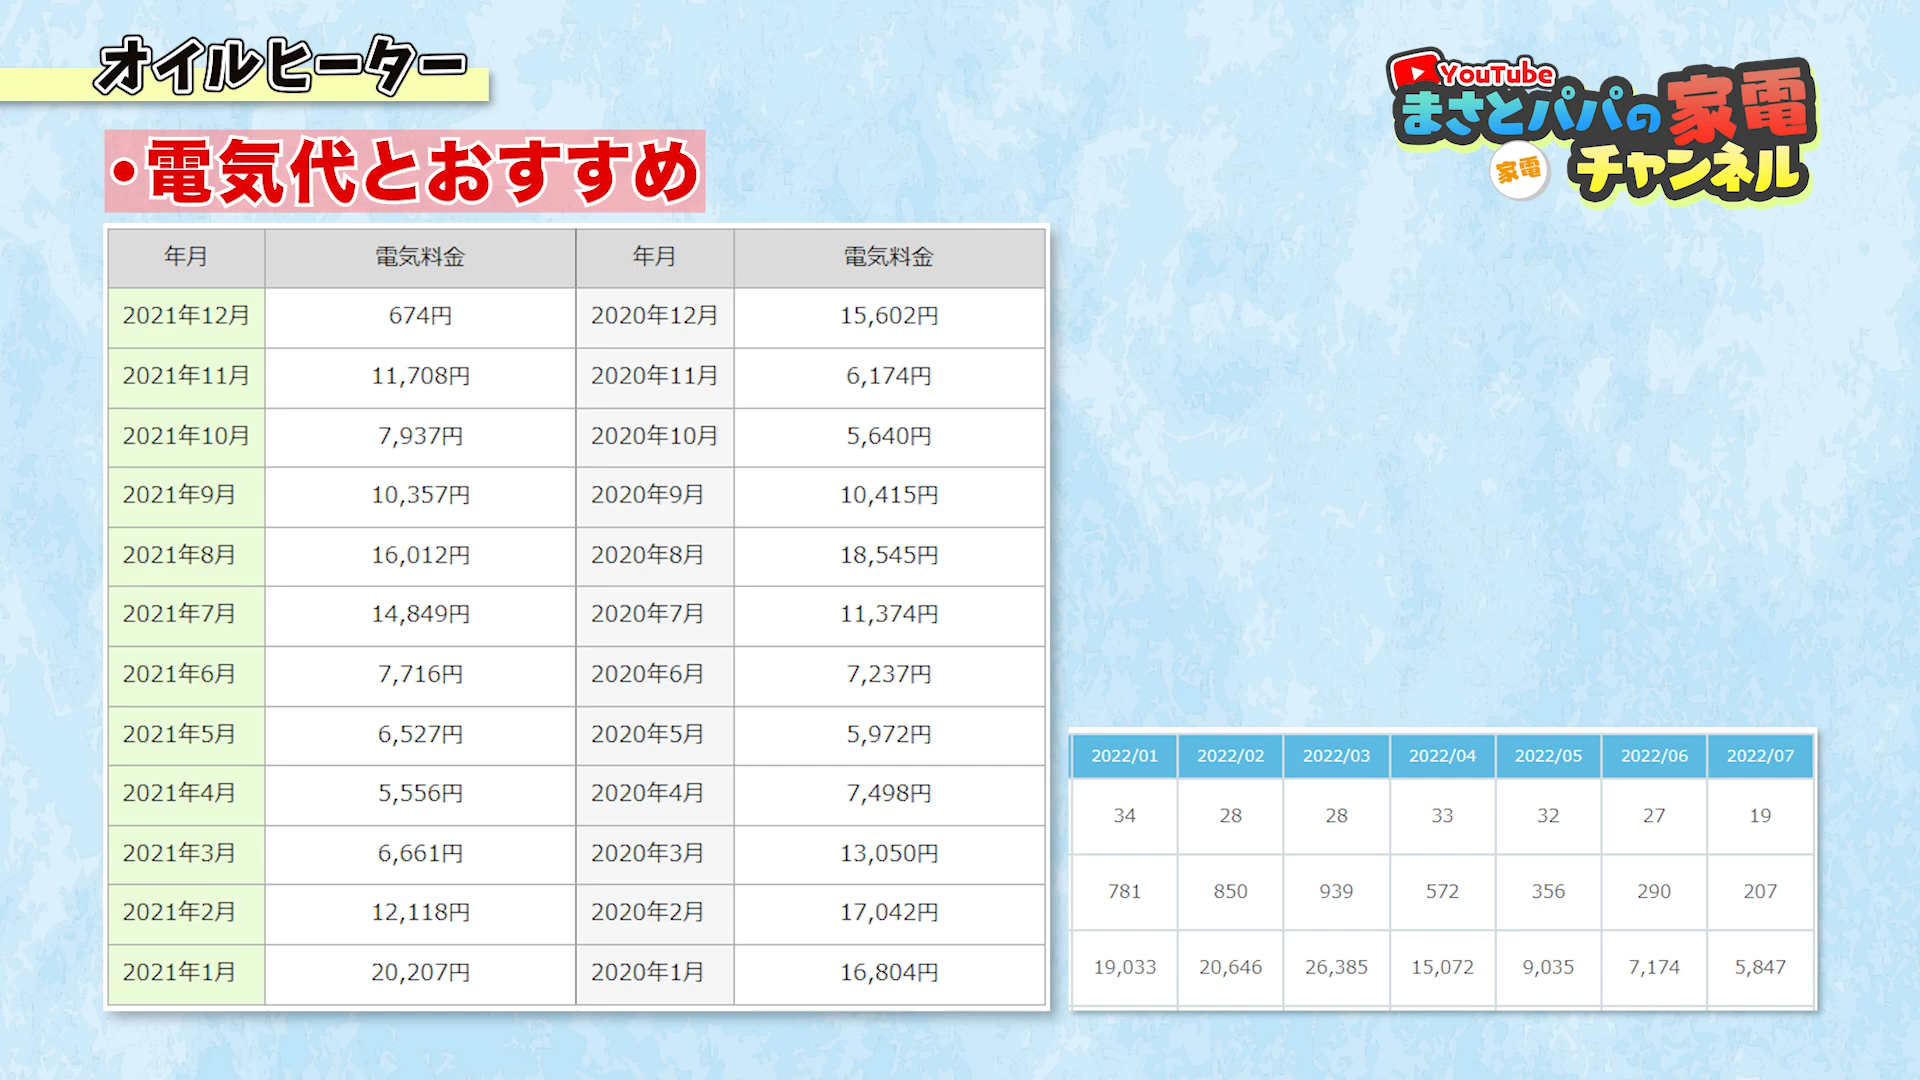 オイルヒーター
YouTube
まさとパパの家電
家電
チャンネル
・電気代とおすすめ
年月 電気料金 年月 電気料金
2021年12月 674円 2020年12月 15,602円
2021年11月 11,708円 2020年11月 6,174円
2021年10月 7,937円 2020年10月 5,640円
2021年9月 10,357円 2020年9月 10,415円
2021年8月 16,012円 2020年8月 18,545円
2021年7月 14,849円 2020年7月 11,374円
2021年6月 7,716円 2020年6月 7,237円
2021年5月 6,527円 2020年5月 5,972円
2021年4月 5,556円 2020年4月 7,498円
2021年3月 6,661円 2020年3月 13,050円
2021年2月 12,118円 2020年2月 17,042円
2021年1月 20,207円 2020年1月 16,804円
2022/01 2022/02 2022/03 2022/04 2022/05 2022/06 2022/07
34 28 28 33 32 27 19
781 850 939 572 356 290 207
19,033 20,646 26,385 15,072 9,035 7,174 5,847